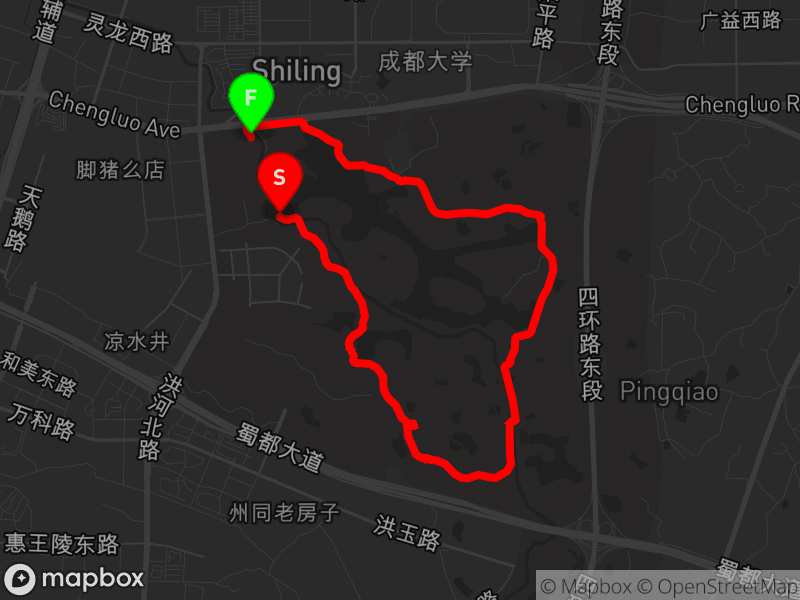 辅道
灵龙西路
Shiling
成都大学
平路
路东段
广益西路
Chengluo Ave
F
Chengluo R
脚猪么店
S
天鹅路
四环路东段
凉水井
和美东路
洪河北路
Pingqiao
万科路
蜀都大道
州同老房子
洪玉路
惠王陵东路
蜀都大
mapbox
© Mapbox © OpenStreetMap